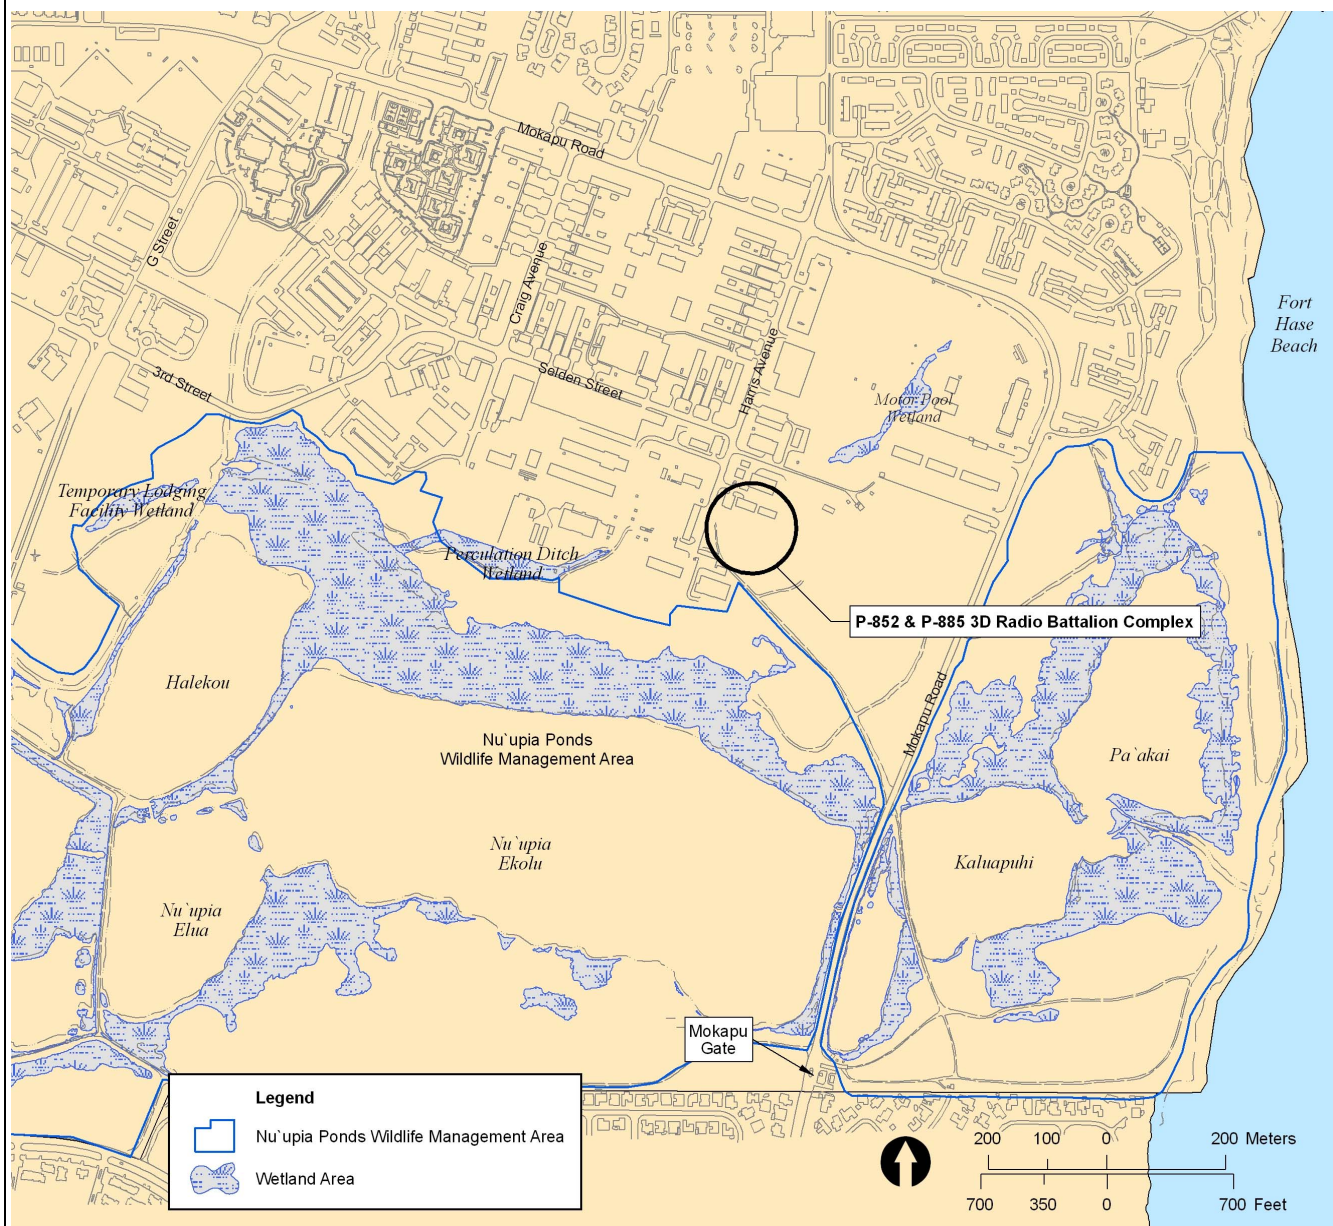 Mokapu Road
G Street
Craig Avenue
Fort
Hase
Beach
3rd Street
Selden Street
Harris Avenue
Motor Pool
Wetland
Temporary Lodging
Facility Wetland
Perculation Ditch
Wetland
P-852 & P-885 3D Radio Battalion Complex
Halekou
Mokapu Road
Nu`upia Ponds
Wildlife Management Area
Pa`akai
Nu`upia
Ekolu
Kaluapuhi
Nu`upia
Elua
Mokapu
Gate
Legend
Nu`upia Ponds Wildlife Management Area
Wetland Area
200 100 0 200 Meters
700 350 0 700 Feet